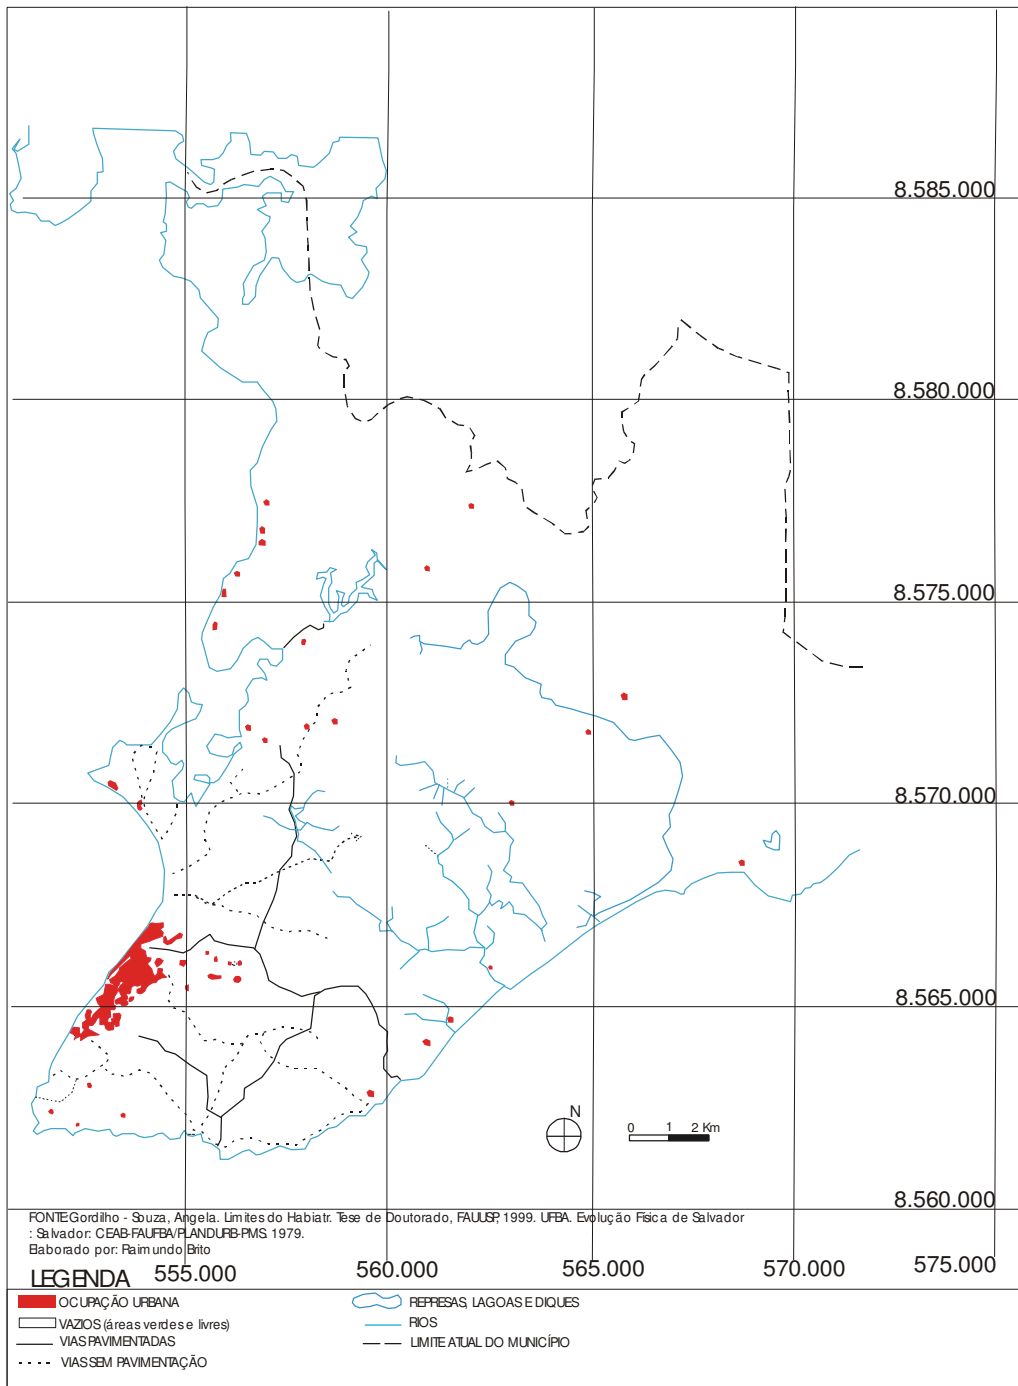 8.585.000
8.580.000
8.575.000
8.570.000
8.565.000
N
0 1 2 Km
8.560.000
FONTE:Gordilho - Souza, Angela. Limites do Habiatr. Tese de Doutorado, FAUUSP, 1999. UFBA. Evolução Física de Salvador
: Salvador: CEAB-FAUFBA/PLANDURB-PMS. 1979.
Elaborado por: Raimundo Brito
LEGENDA
555.000 560.000 565.000 570.000 575.000
OCUPAÇÃO URBANA
VAZIOS (áreas verdes e livres)
VIAS PAVIMENTADAS
VIAS SEM PAVIMENTAÇÃO
REPRESAS, LAGOAS E DIQUES
RIOS
LIMITE ATUAL DO MUNICÍPIO